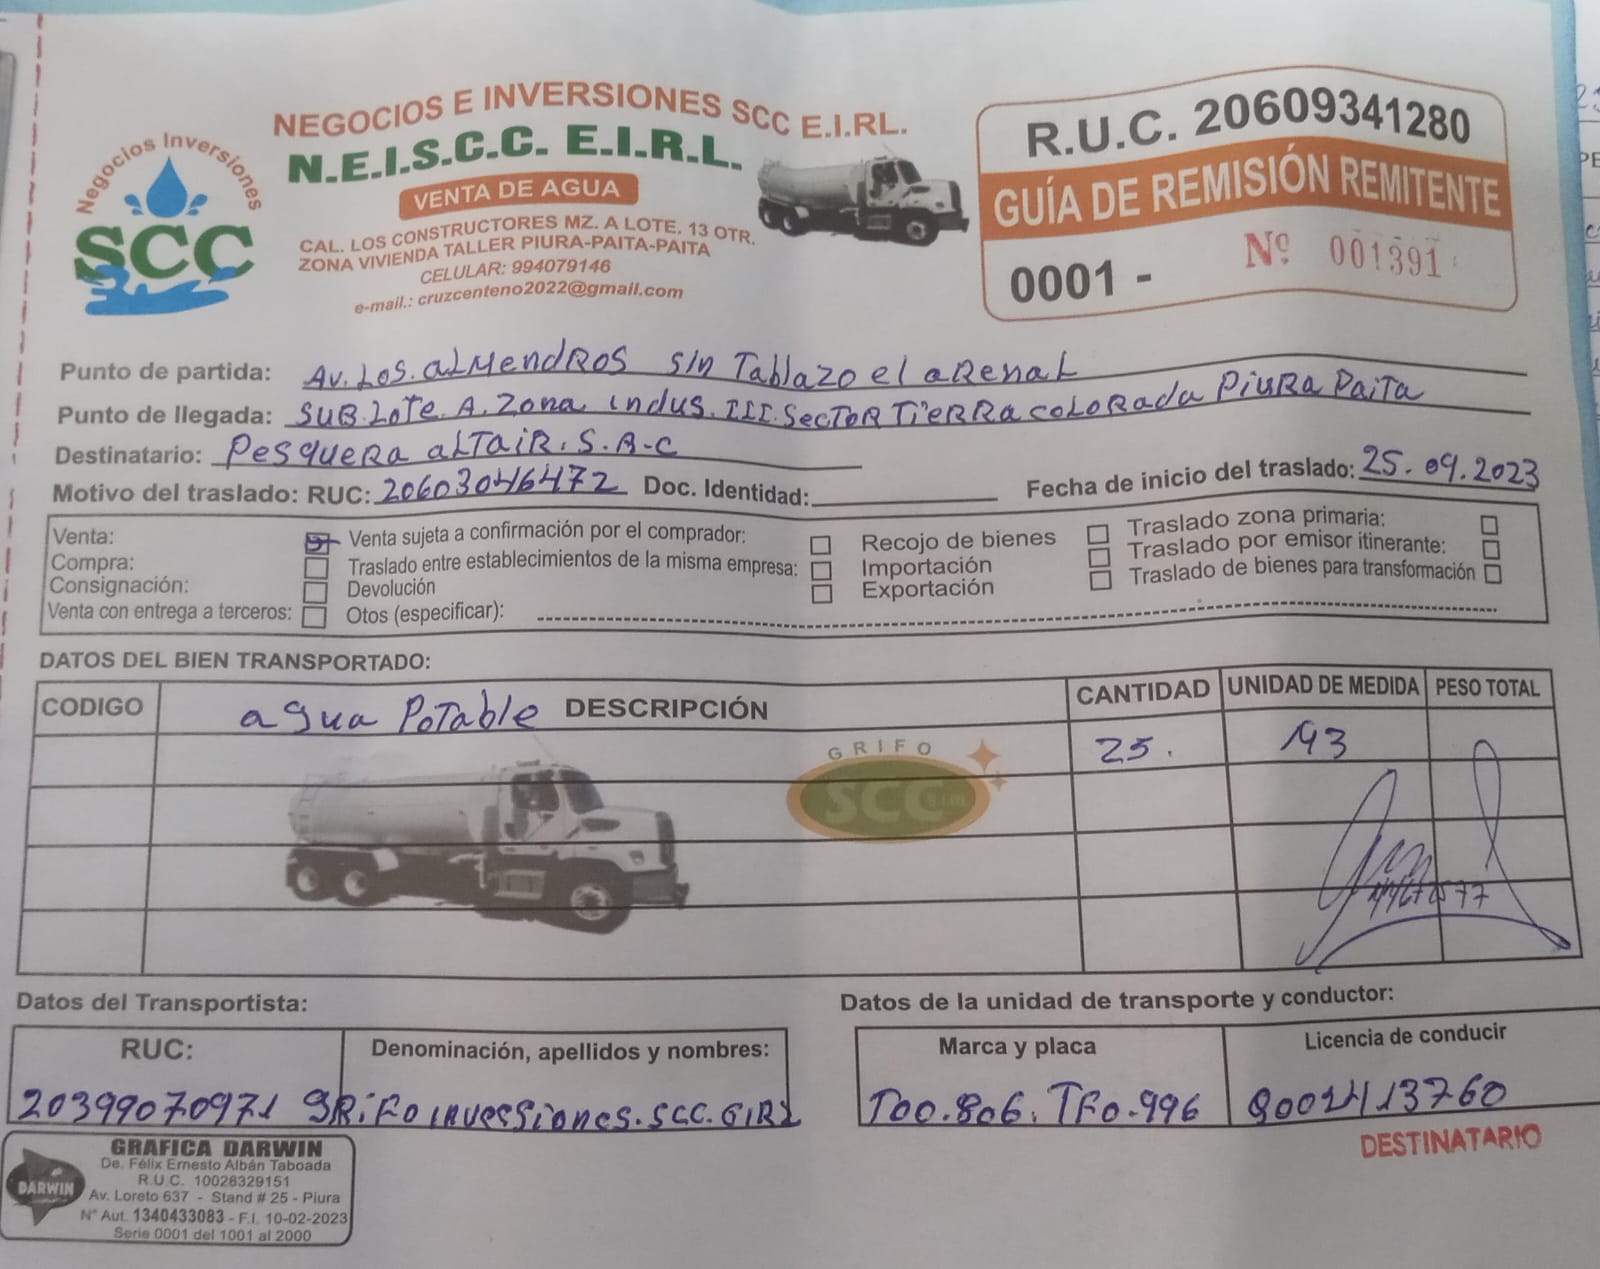 Negocios Inversiones
SCC
NEGOCIOS E INVERSIONES SCC E.I.RL.
N.E.I.S.C.C. E.I.R.L.
VENTA DE AGUA
CAL. LOS CONSTRUCTORES MZ. A LOTE. 13 OTR.
ZONA VIVIENDA TALLER PIURA-PAITA-PAITA
CELULAR: 994079146
e-mail.: cruzcenteno2022@gmail.com
R.U.C. 20609341280
GUÍA DE REMISIÓN REMITENTE
0001 - Nº 001391
Punto de partida: Av. Los. aLMendROS S/n Tablazo el aRenaL
Punto de llegada: SUB.Lote. A. Zona indus. III. SecToR TieRRa coLoRada PiuRa Paita
Destinatario: PesqueRa aLTaiR. S.A-C
Motivo del traslado: RUC: 20603046472 Doc. Identidad: Fecha de inicio del traslado: 25.09.2023
Venta: Venta sujeta a confirmación por el comprador: Recojo de bienes Traslado zona primaria:
Compra: Traslado entre establecimientos de la misma empresa: Importación Traslado por emisor itinerante:
Consignación: Devolución Exportación Traslado de bienes para transformación
Venta con entrega a terceros: Otos (especificar):
DATOS DEL BIEN TRANSPORTADO:
CODIGO agua Potable DESCRIPCIÓN CANTIDAD UNIDAD DE MEDIDA PESO TOTAL
25. M3
GRIFO
SCC E.I.RL
Datos del Transportista: Datos de la unidad de transporte y conductor:
RUC: Denominación, apellidos y nombres: Marca y placa Licencia de conducir
20399070971 GRiFo inveRsiones.scc.GIRL T00.806. TF0.996
DESTINATARIO
DARWIN
GRAFICA DARWIN
De. Félix Ernesto Albán Taboada
R.U.C. 10028329151
Av. Loreto 637 - Stand # 25 - Piura
N° Aut. 1340433083 - F.I. 10-02-2023
Serie 0001 del 1001 al 2000